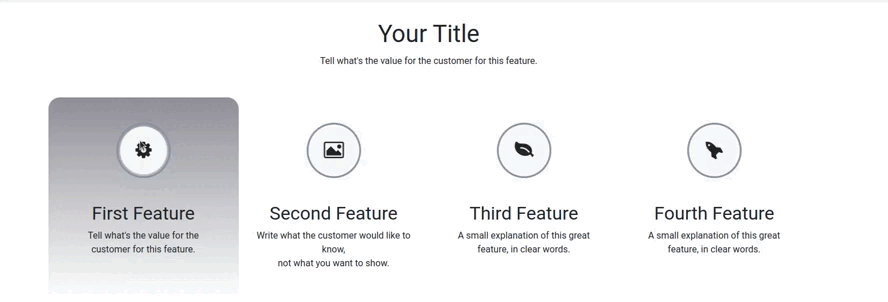 Your Title
Tell what's the value for the customer for this feature.
First Feature
Tell what's the value for the
customer for this feature.
Second Feature
Write what the customer would like to
know,
not what you want to show.
Third Feature
A small explanation of this great
feature, in clear words.
Fourth Feature
A small explanation of this great
feature, in clear words.